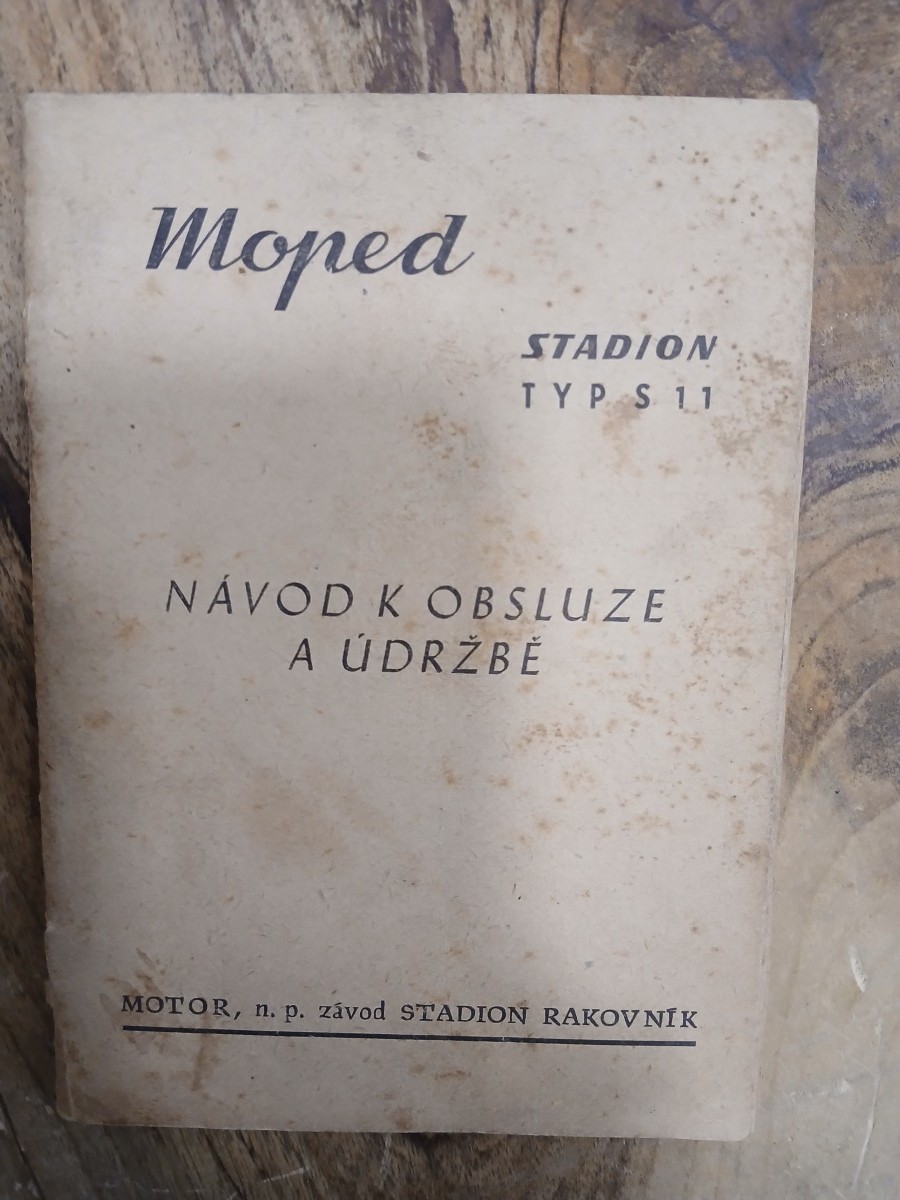 Moped
STADION
TYP S 11
NÁVOD K OBSLUZE
A ÚDRŽBĚ
MOTOR, n. p. závod STADION RAKOVNÍK